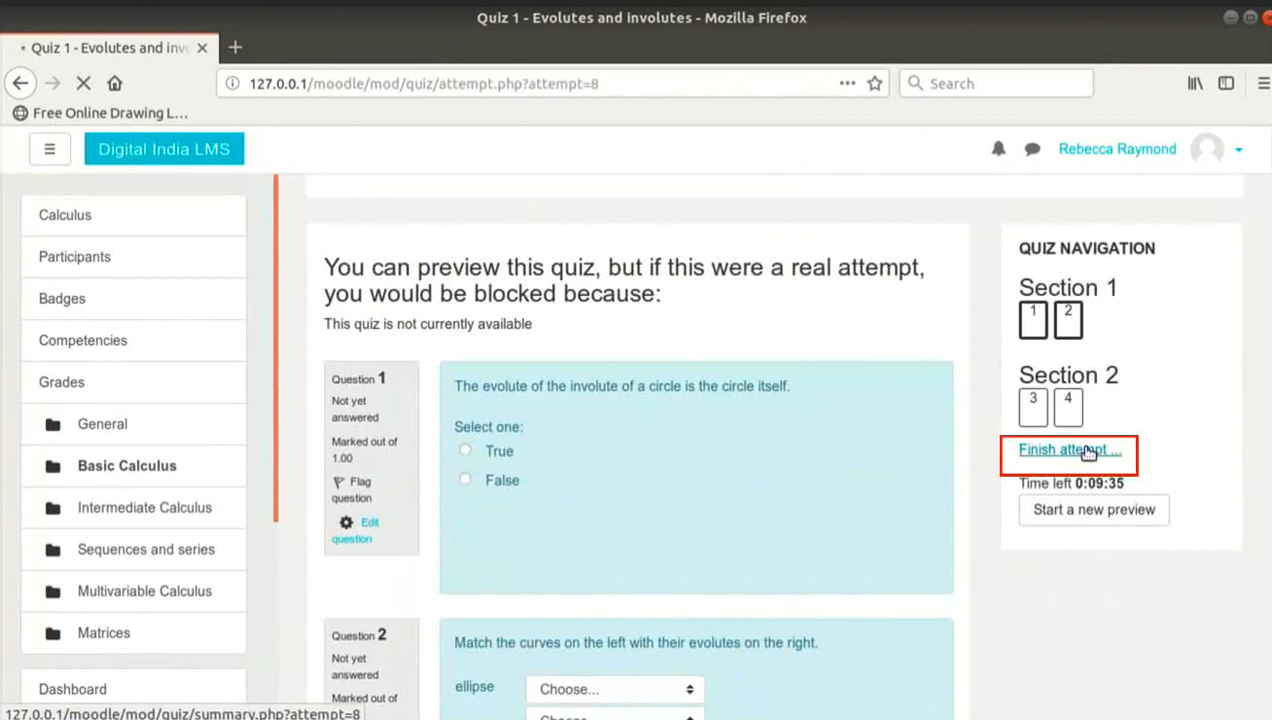 Quiz 1 - Evolutes and involutes - Mozilla Firefox
Quiz 1 - Evolutes and inv
127.0.0.1/moodle/mod/quiz/attempt.php?attempt=8
Search
Free Online Drawing L...
Digital India LMS
Rebecca Raymond
Calculus
Participants
Badges
Competencies
Grades
General
Basic Calculus
Intermediate Calculus
Sequences and series
Multivariable Calculus
Matrices
Dashboard
You can preview this quiz, but if this were a real attempt,
you would be blocked because:
This quiz is not currently available
Question 1
Not yet
answered
Marked out of
1.00
Flag
question
Edit
question
The evolute of the involute of a circle is the circle itself.
Select one:
True
False
Question 2
Not yet
answered
Marked out of
Match the curves on the left with their evolutes on the right.
ellipse
Choose...
Choose...
QUIZ NAVIGATION
Section 1
1 2
Section 2
3 4
Finish attempt ...
Time left 0:09:35
Start a new preview
127.0.0.1/moodle/mod/quiz/summary.php?attempt=8